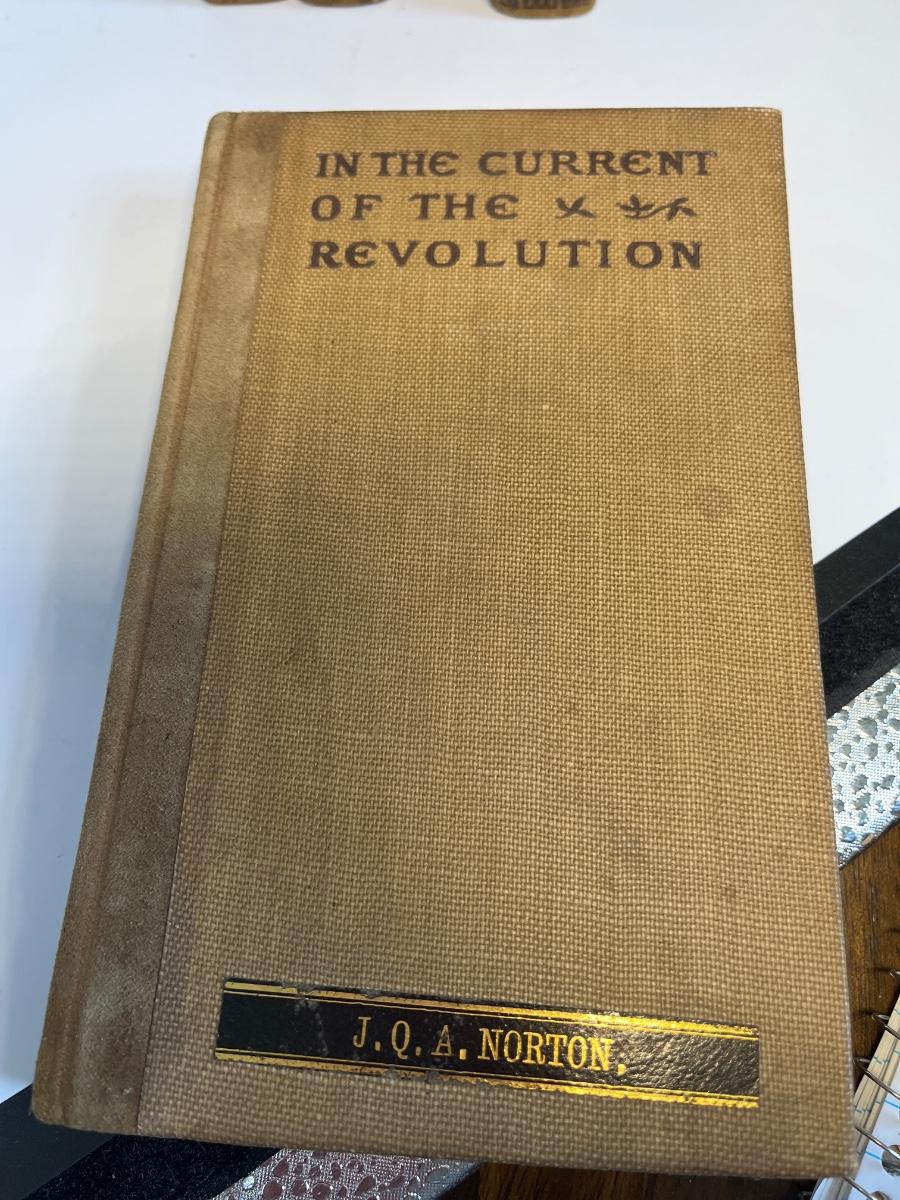 IN THE CURRENT
OF THE
REVOLUTION
J. Q. A. NORTON.